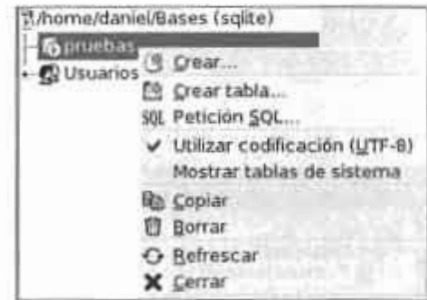 /home/daniel/Bases (sqlite)
pruebas
Usuarios
Crear...
Crear tabla...
SQL Petición SQL...
Utilizar codificación (UTF-8)
Mostrar tablas de sistema
Copiar
Borrar
Refrescar
Cerrar